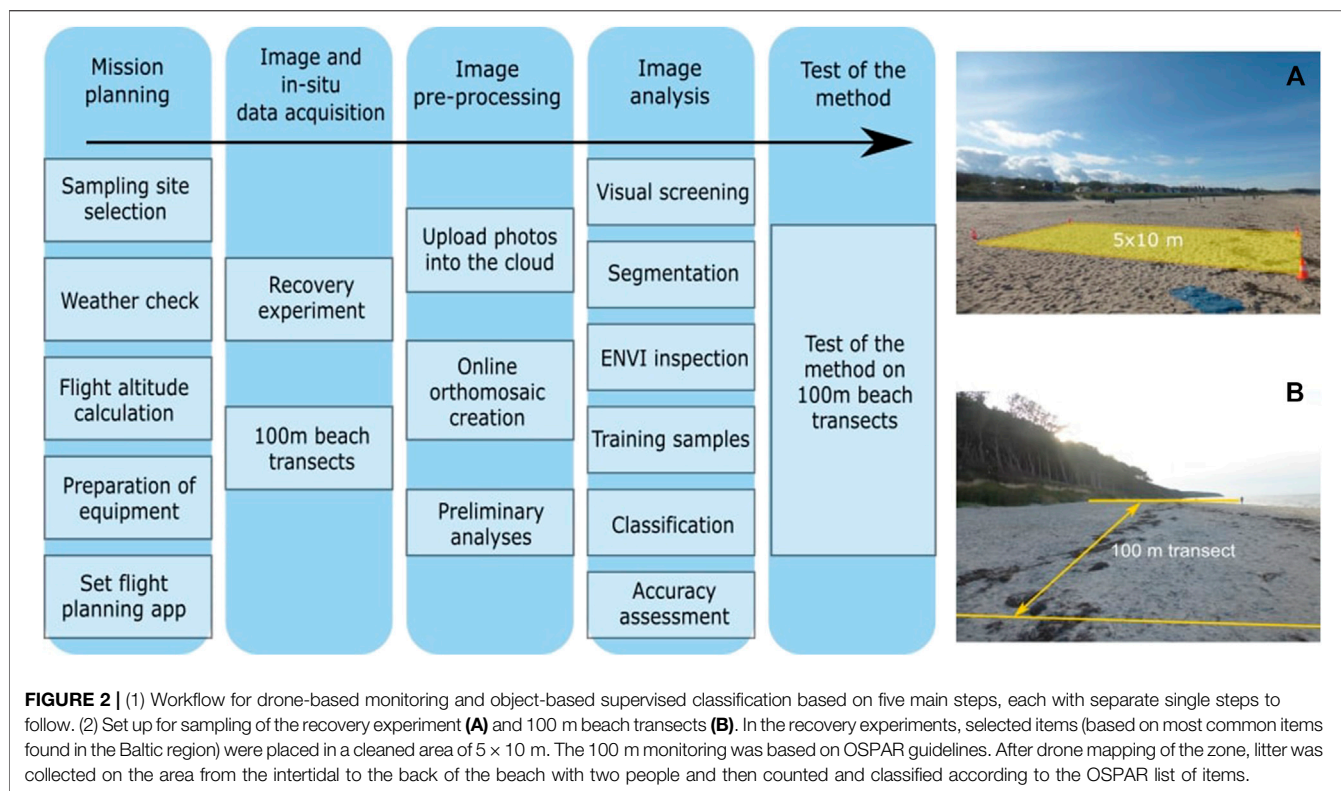 Mission
planning
Image and
in-situ
data acquisition
Image
pre-processing
Image
analysis
Test of the
method
Sampling site
selection
Weather check
Flight altitude
calculation
Preparation of
equipment
Set flight
planning app
Recovery
experiment
100m beach
transects
Upload photos
into the cloud
Online
orthomosaic
creation
Preliminary
analyses
Visual screening
Segmentation
ENVI inspection
Training samples
Classification
Accuracy
assessment
Test of the
method on
100m beach
transects
A
5x10 m
B
100 m transect
FIGURE 2 | (1) Workflow for drone-based monitoring and object-based supervised classification based on five main steps, each with separate single steps to
follow. (2) Set up for sampling of the recovery experiment (A) and 100 m beach transects (B). In the recovery experiments, selected items (based on most common items
found in the Baltic region) were placed in a cleaned area of 5 × 10 m. The 100 m monitoring was based on OSPAR guidelines. After drone mapping of the zone, litter was
collected on the area from the intertidal to the back of the beach with two people and then counted and classified according to the OSPAR list of items.